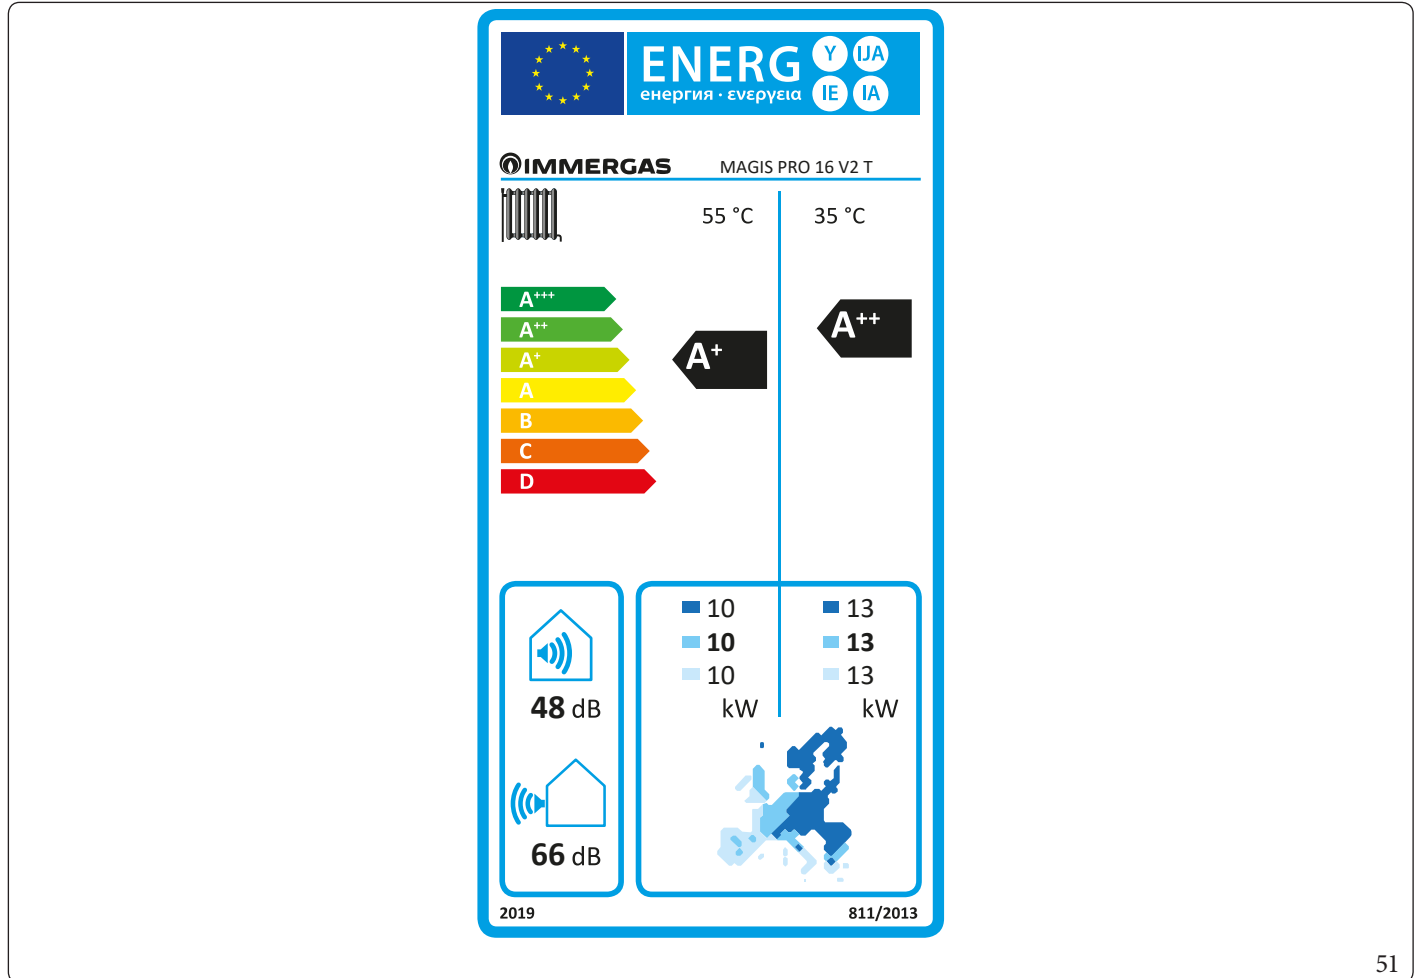 ENERG
енергия · ενεργεια
Y IJA
IE IA
IMMERGAS MAGIS PRO 16 V2 T
55 °C 35 °C
A+++
A++
A+
A
B
C
D
A+
A++
48 dB
66 dB
10 13
10 13
10 13
kW kW
2019 811/2013
51